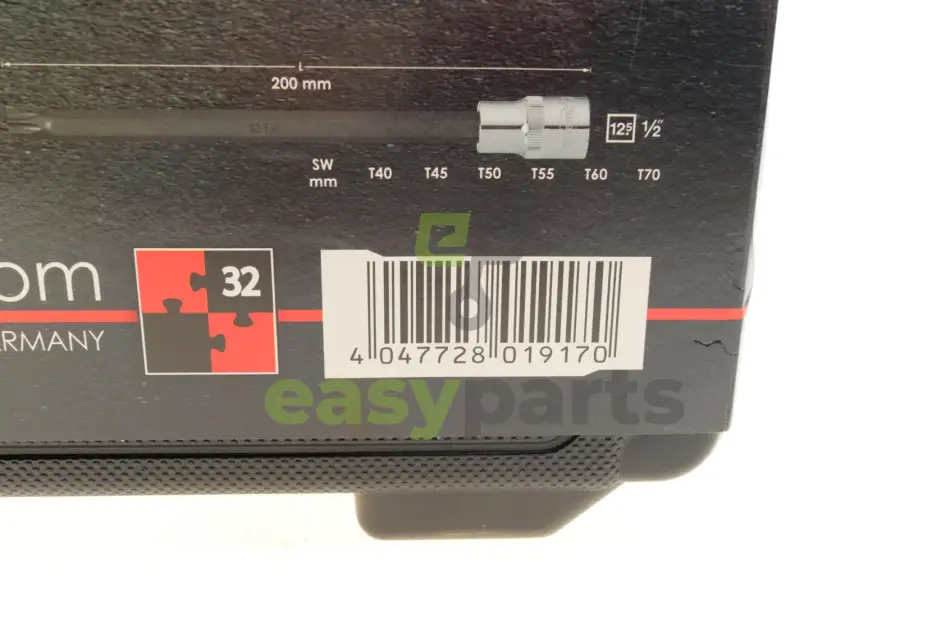 L
200 mm
12.5 1/2"
SW
mm T40 T45 T50 T55 T60 T70
om
32
ERMANY
4 047728 019170
easyparts